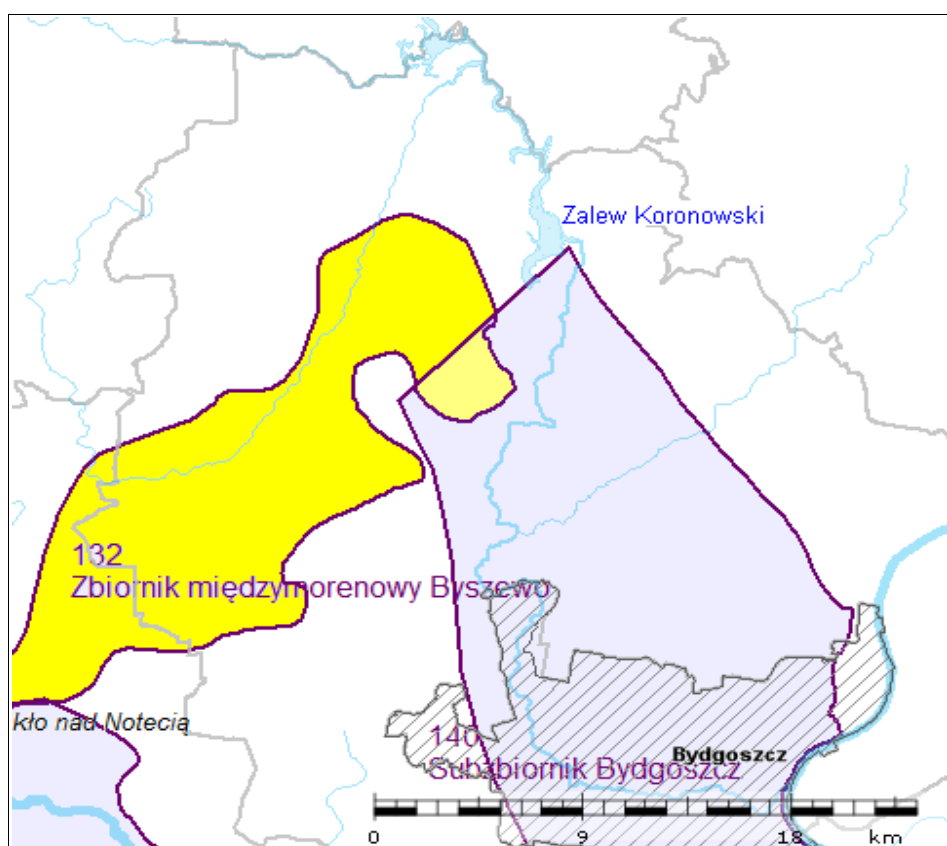 Zalew Koronowski
132
Zbiornik międzymorenowy Byszewo
kło nad Notecią
140
Subzbiornik Bydgoszcz
Bydgoszcz
0 9 18 km